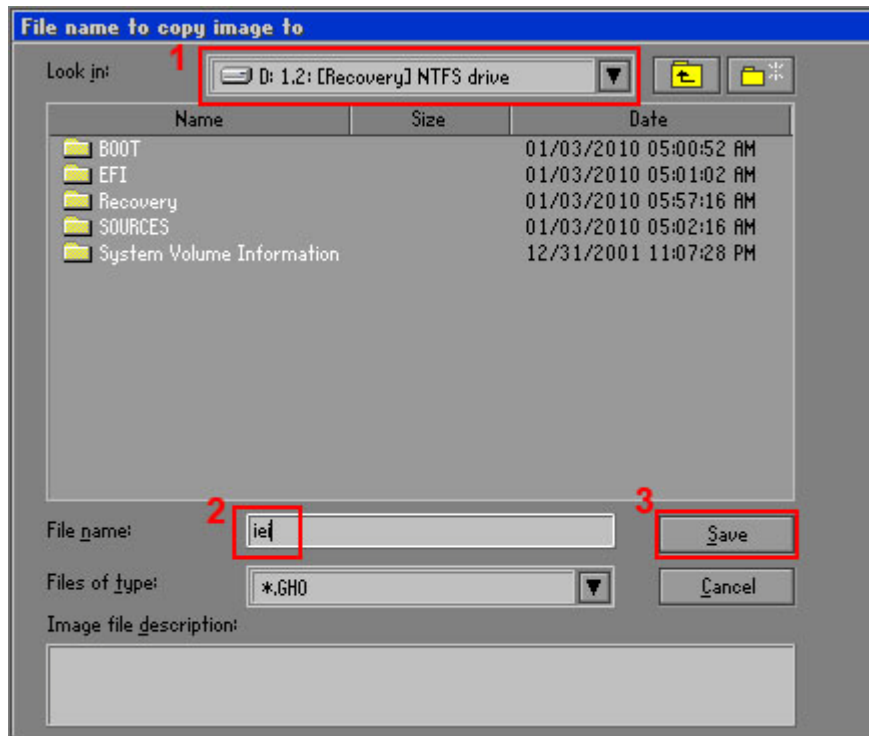 File name to copy image to
Look in: 1 D: 1.2: [Recovery] NTFS drive
Name Size Date
BOOT 01/03/2010 05:00:52 AM
EFI 01/03/2010 05:01:02 AM
Recovery 01/03/2010 05:57:16 AM
SOURCES 01/03/2010 05:02:16 AM
System Volume Information 12/31/2001 11:07:28 PM
File name: 2 iei 3 Save
Files of type: *.GHO Cancel
Image file description: